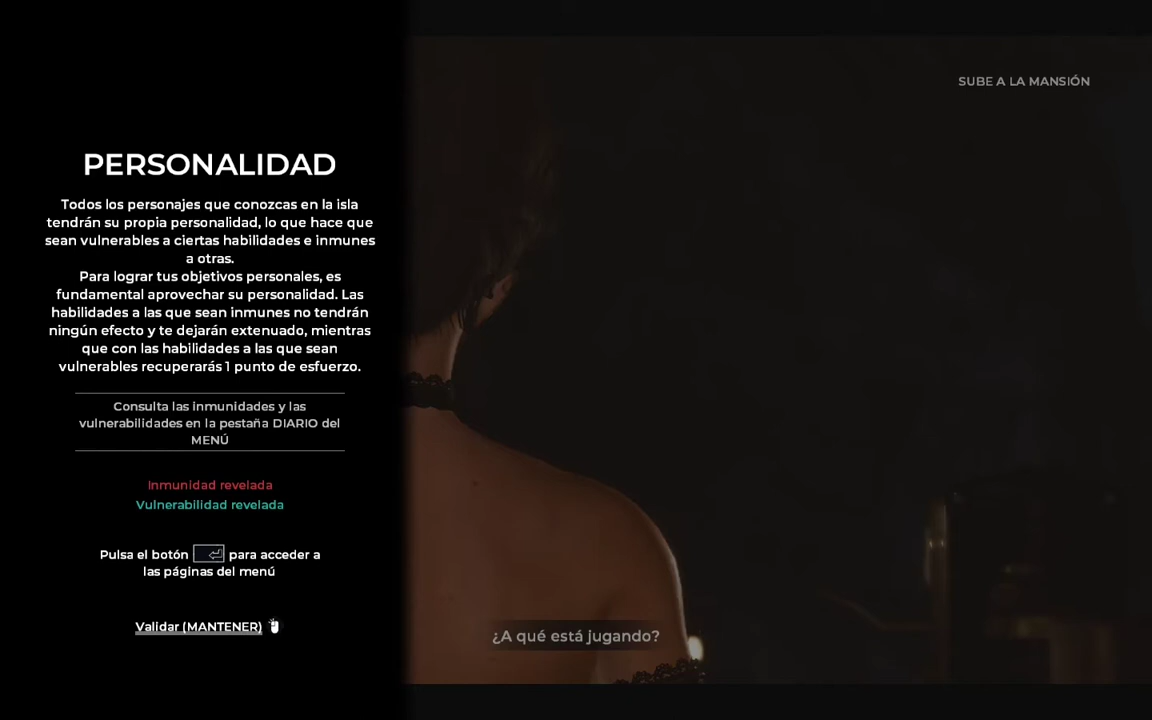 SUBE A LA MANSIÓN
PERSONALIDAD
Todos los personajes que conozcas en la isla
tendrán su propia personalidad, lo que hace que
sean vulnerables a ciertas habilidades e inmunes
a otras.
Para lograr tus objetivos personales, es
fundamental aprovechar su personalidad. Las
habilidades a las que sean inmunes no tendrán
ningún efecto y te dejarán extenuado, mientras
que con las habilidades a las que sean
vulnerables recuperarás 1 punto de esfuerzo.
Consulta las inmunidades y las
vulnerabilidades en la pestaña DIARIO del
MENÚ
Inmunidad revelada
Vulnerabilidad revelada
Pulsa el botón para acceder a
las páginas del menú
Validar (MANTENER)
¿A qué está jugando?